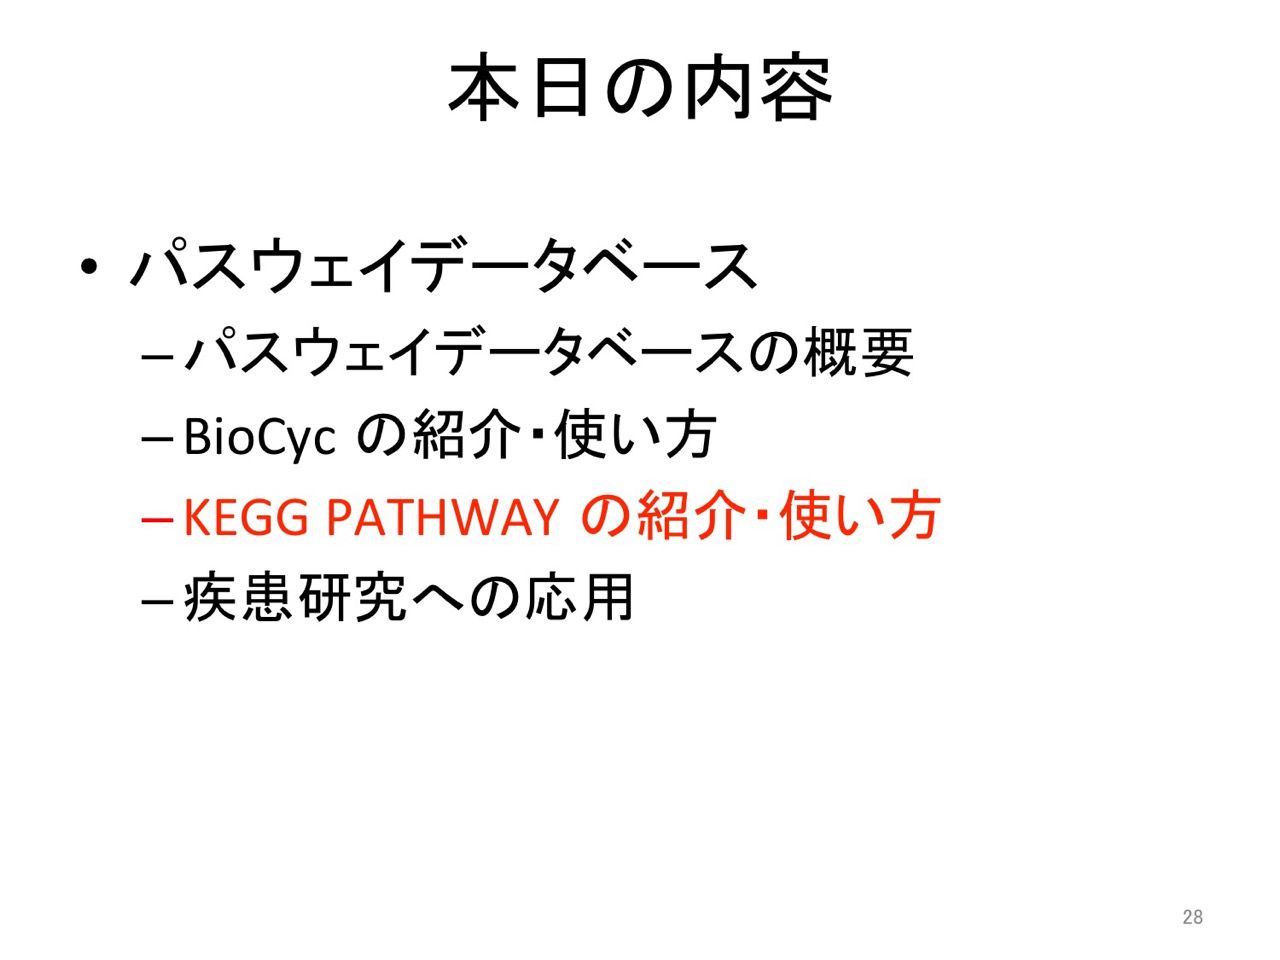 本日の内容
• パスウェイデータベース
–パスウェイデータベースの概要
–BioCyc の紹介・使い方
–KEGG PATHWAY の紹介・使い方
–疾患研究への応用
28